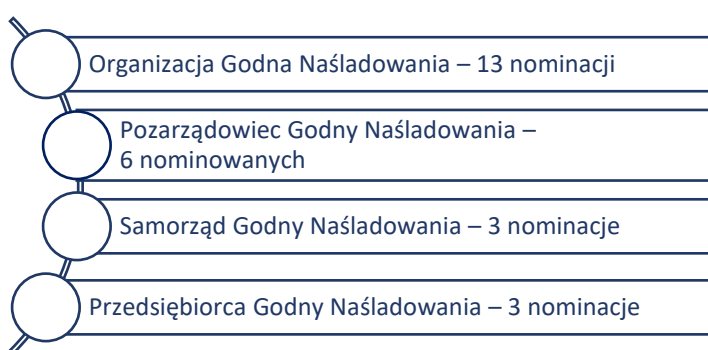 Organizacja Godna Naśladowania – 13 nominacji
Pozarządowiec Godny Naśladowania –
6 nominowanych
Samorząd Godny Naśladowania – 3 nominacje
Przedsiębiorca Godny Naśladowania – 3 nominacje